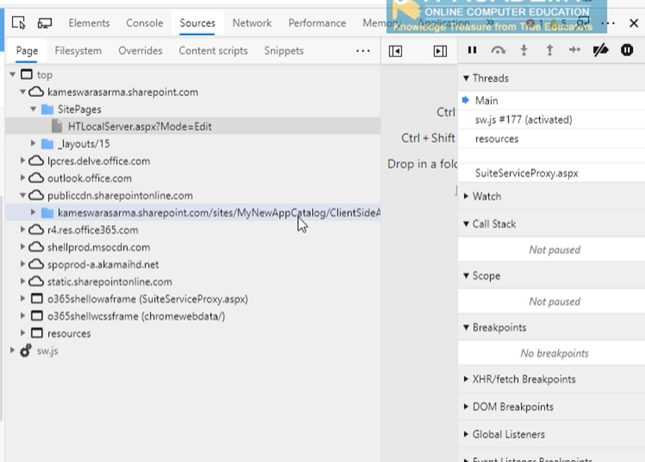 Elements Console Sources Network Performance Memory Application » 1 5
ONLINE COMPUTER EDUCATION
Knowledge Treasure from True Educators
Page Filesystem Overrides Content scripts Snippets ...
top
kameswarasarma.sharepoint.com
SitePages
HTLocalServer.aspx?Mode=Edit
_layouts/15
lpcres.delve.office.com
outlook.office.com
publiccdn.sharepointonline.com
kameswarasarma.sharepoint.com/sites/MyNewAppCatalog/ClientSideA
r4.res.office365.com
shellprod.msocdn.com
spoprod-a.akamaihd.net
static.sharepointonline.com
o365shellowaframe (SuiteServiceProxy.aspx)
o365shellwcssframe (chromewebdata/)
resources
sw.js
Ctrl
Ctrl + Shift
Drop in a fold
Threads
Main
sw.js #177 (activated)
resources
SuiteServiceProxy.aspx
Watch
Call Stack
Not paused
Scope
Not paused
Breakpoints
No breakpoints
XHR/fetch Breakpoints
DOM Breakpoints
Global Listeners
Event Listener Breakpoints